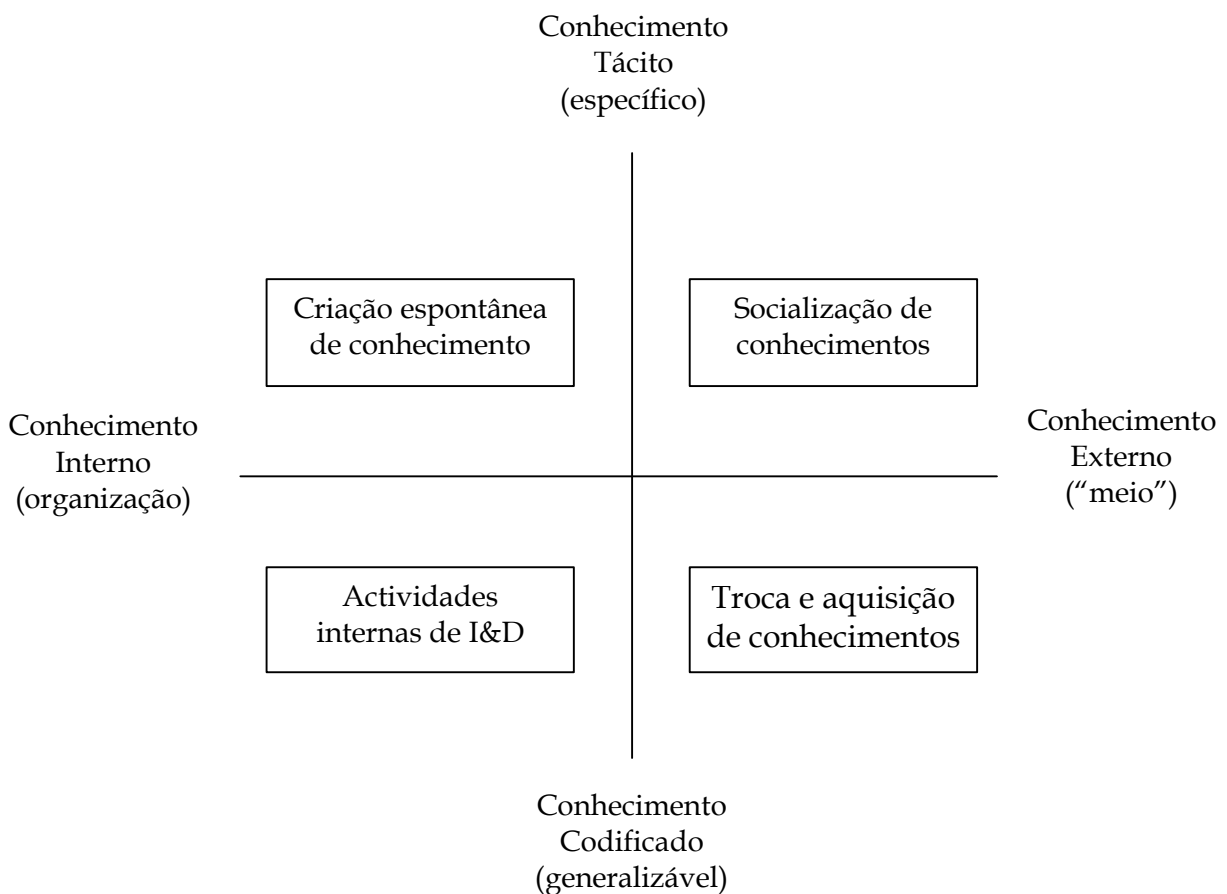 Conhecimento
Tácito
(específico)
Criação espontânea
de conhecimento
Socialização de
conhecimentos
Conhecimento
Interno
(organização)
Conhecimento
Externo
(“meio”)
Actividades
internas de I&D
Troca e aquisição
de conhecimentos
Conhecimento
Codificado
(generalizável)